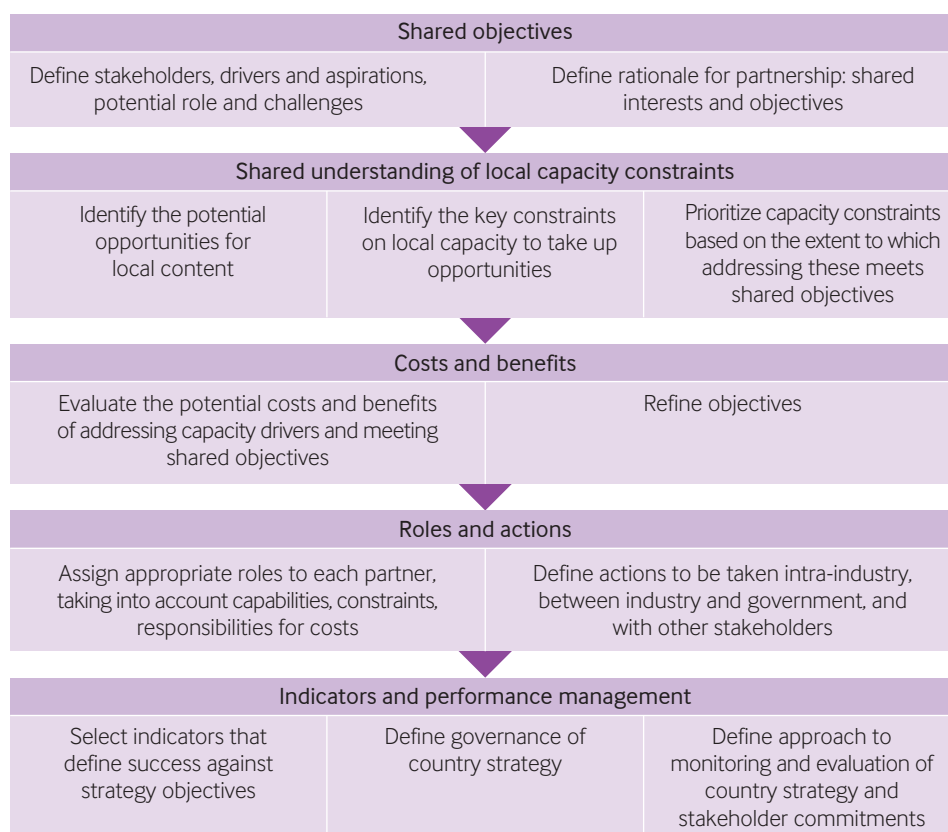 Shared objectives
Define stakeholders, drivers and aspirations,
potential role and challenges
Define rationale for partnership: shared
interests and objectives
Shared understanding of local capacity constraints
Identify the potential
opportunities for
local content
Identify the key constraints
on local capacity to take up
opportunities
Prioritize capacity constraints
based on the extent to which
addressing these meets
shared objectives
Costs and benefits
Evaluate the potential costs and benefits
of addressing capacity drivers and meeting
shared objectives
Refine objectives
Roles and actions
Assign appropriate roles to each partner,
taking into account capabilities, constraints,
responsibilities for costs
Define actions to be taken intra-industry,
between industry and government, and
with other stakeholders
Indicators and performance management
Select indicators that
define success against
strategy objectives
Define governance of
country strategy
Define approach to
monitoring and evaluation of
country strategy and
stakeholder commitments